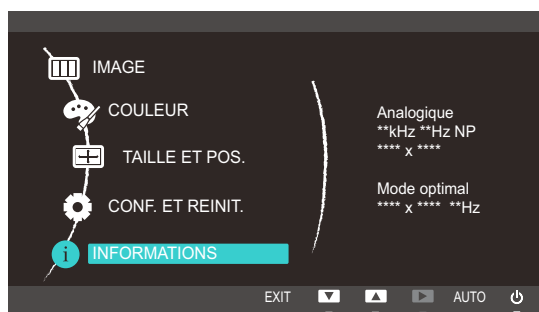 IMAGE
COULEUR
TAILLE ET POS.
CONF. ET REINIT.
INFORMATIONS
Analogique
**kHz **Hz NP
**** x ****
Mode optimal
**** x **** **Hz
EXIT AUTO